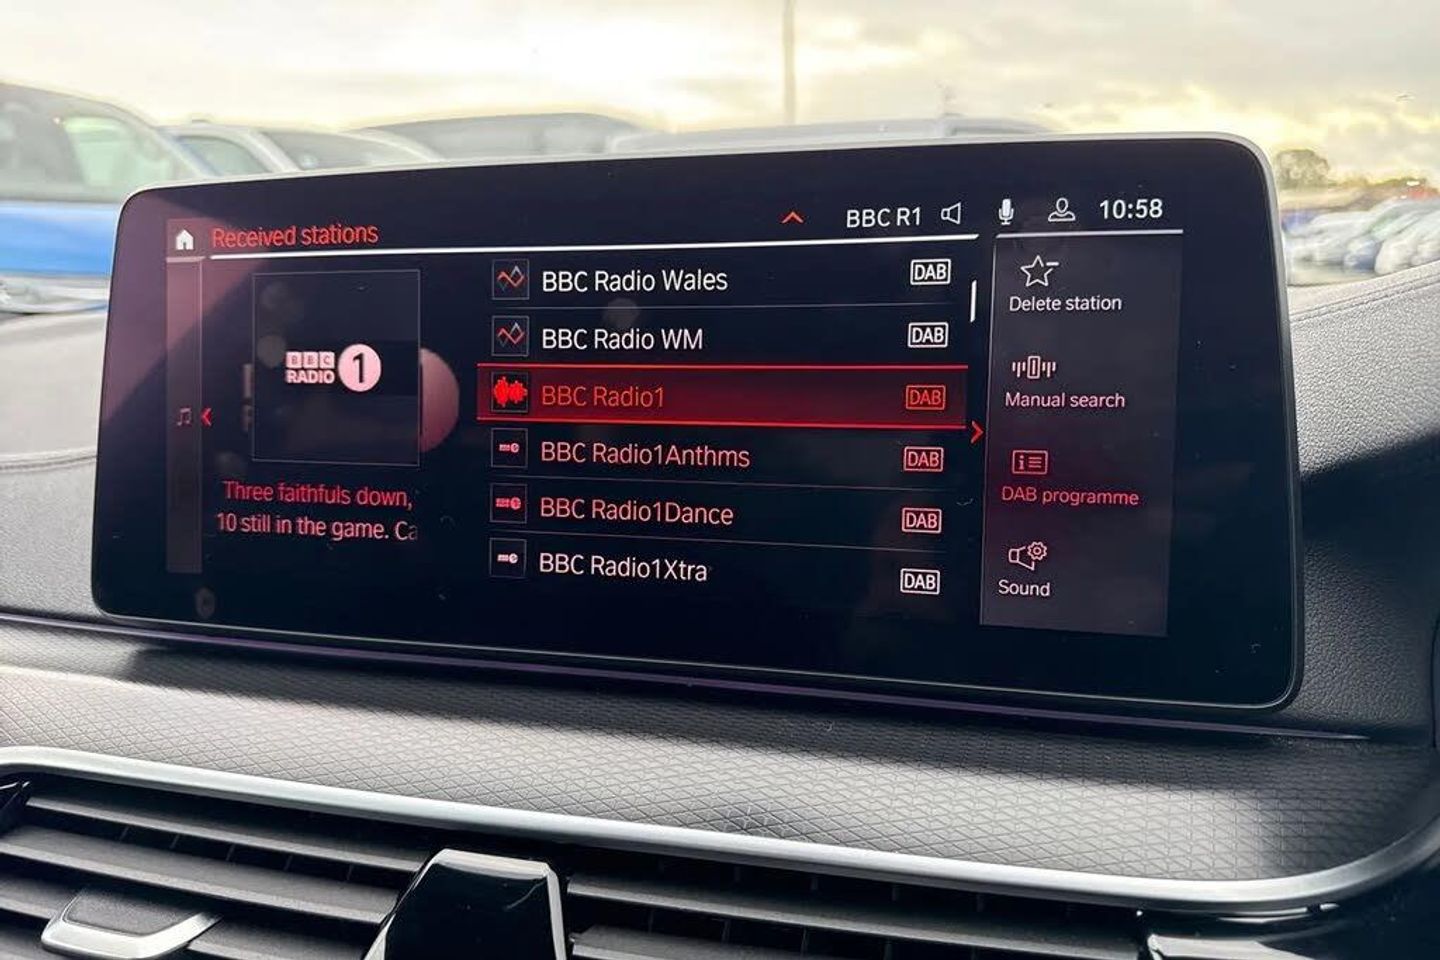 Received stations
BBC R1
10:58
BBC
RADIO 1
Three faithfuls down,
10 still in the game. Ca
BBC Radio Wales DAB
BBC Radio WM DAB
BBC Radio1 DAB
BBC Radio1Anthms DAB
BBC Radio1Dance DAB
BBC Radio1Xtra DAB
Delete station
Manual search
DAB programme
Sound